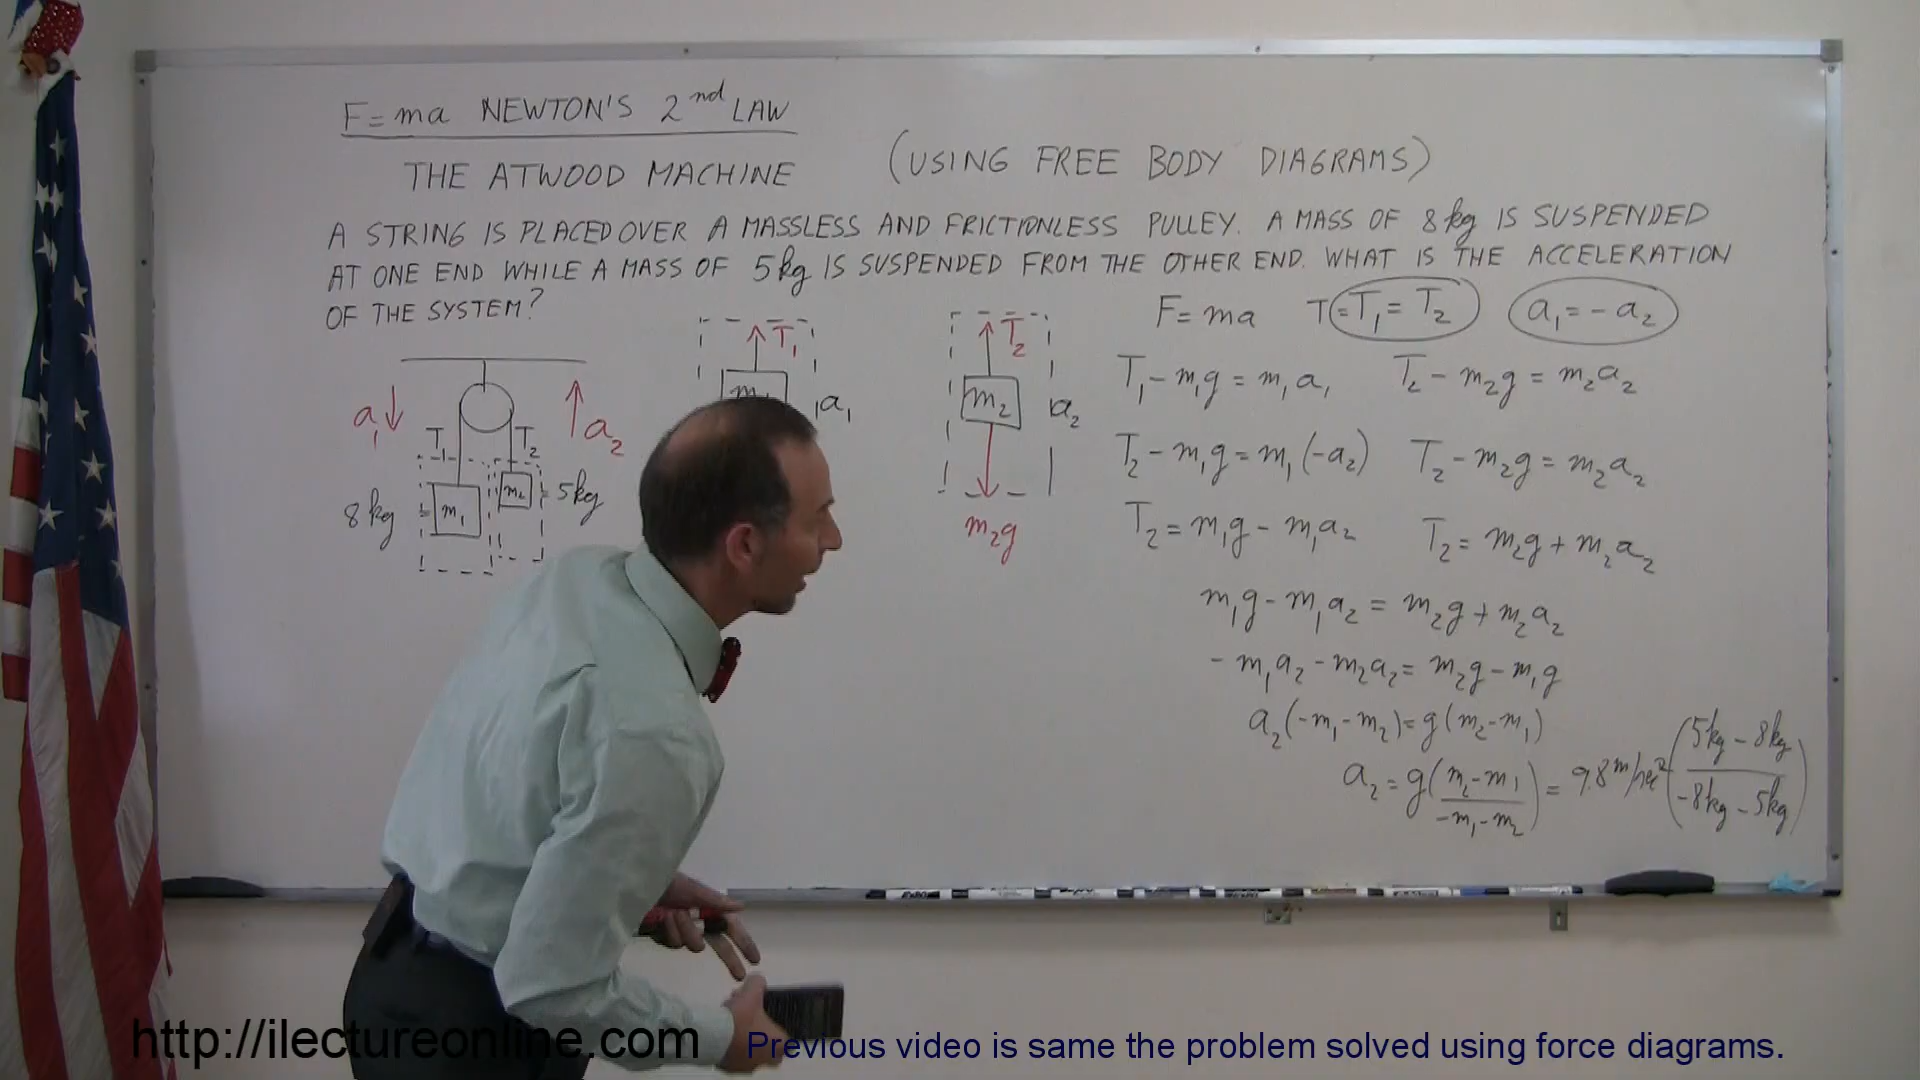 F = ma NEWTON'S 2nd LAW
THE ATWOOD MACHINE (USING FREE BODY DIAGRAMS)
A STRING IS PLACED OVER A MASSLESS AND FRICTIONLESS PULLEY. A MASS OF 8 kg IS SUSPENDED
AT ONE END WHILE A MASS OF 5 kg IS SUSPENDED FROM THE OTHER END. WHAT IS THE ACCELERATION
OF THE SYSTEM?
a₁ T₁ T₂ a₂
8 kg = m₁ m₂ = 5 kg
T₁
a₁
T₂
m₂ a₂
m₂g
F = ma T = T₁ = T₂ a₁ = - a₂
T₁ - m₁g = m₁a₁ T₂ - m₂g = m₂a₂
T₂ - m₁g = m₁(-a₂) T₂ - m₂g = m₂a₂
T₂ = m₁g - m₁a₂ T₂ = m₂g + m₂a₂
m₁g - m₁a₂ = m₂g + m₂a₂
- m₁a₂ - m₂a₂ = m₂g - m₁g
a₂(-m₁ - m₂) = g(m₂ - m₁)
a₂ = g((m₂ - m₁)/(-m₁ - m₂)) = 9.8 m/sec² ((5kg - 8kg)/(-8kg - 5kg))
http://ilectureonline.com
Previous video is same the problem solved using force diagrams.